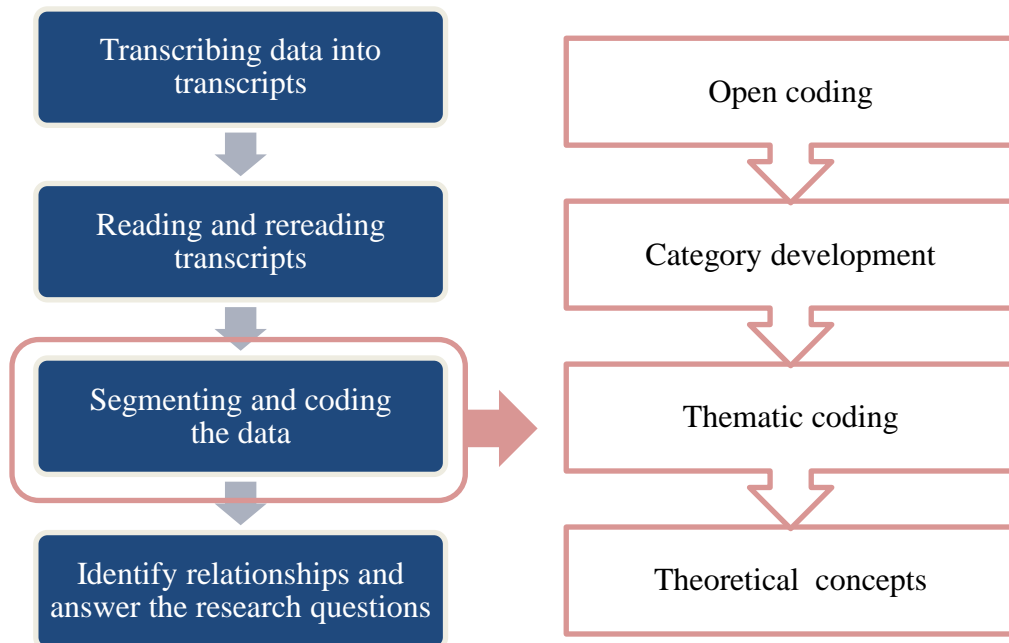 Transcribing data into
transcripts
Reading and rereading
transcripts
Segmenting and coding
the data
Identify relationships and
answer the research questions
Open coding
Category development
Thematic coding
Theoretical concepts